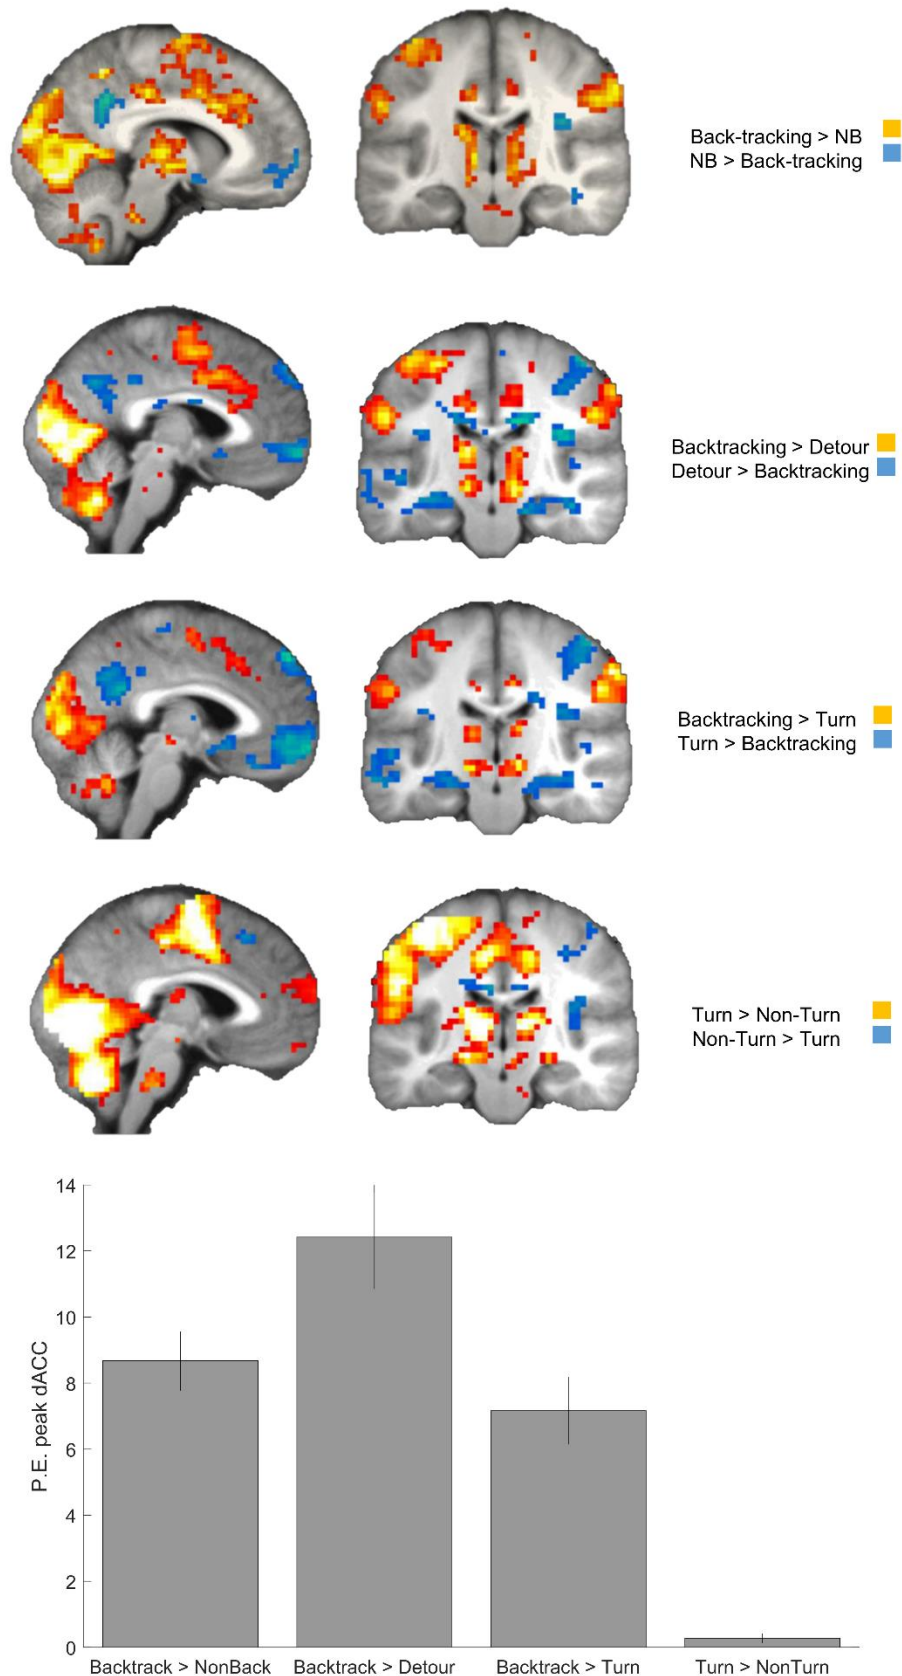 Back-tracking > NB
NB > Back-tracking
Backtracking > Detour
Detour > Backtracking
Backtracking > Turn
Turn > Backtracking
Turn > Non-Turn
Non-Turn > Turn
14
12
10
8
6
4
2
0
P.E. peak dACC
Backtrack > NonBack
Backtrack > Detour
Backtrack > Turn
Turn > NonTurn